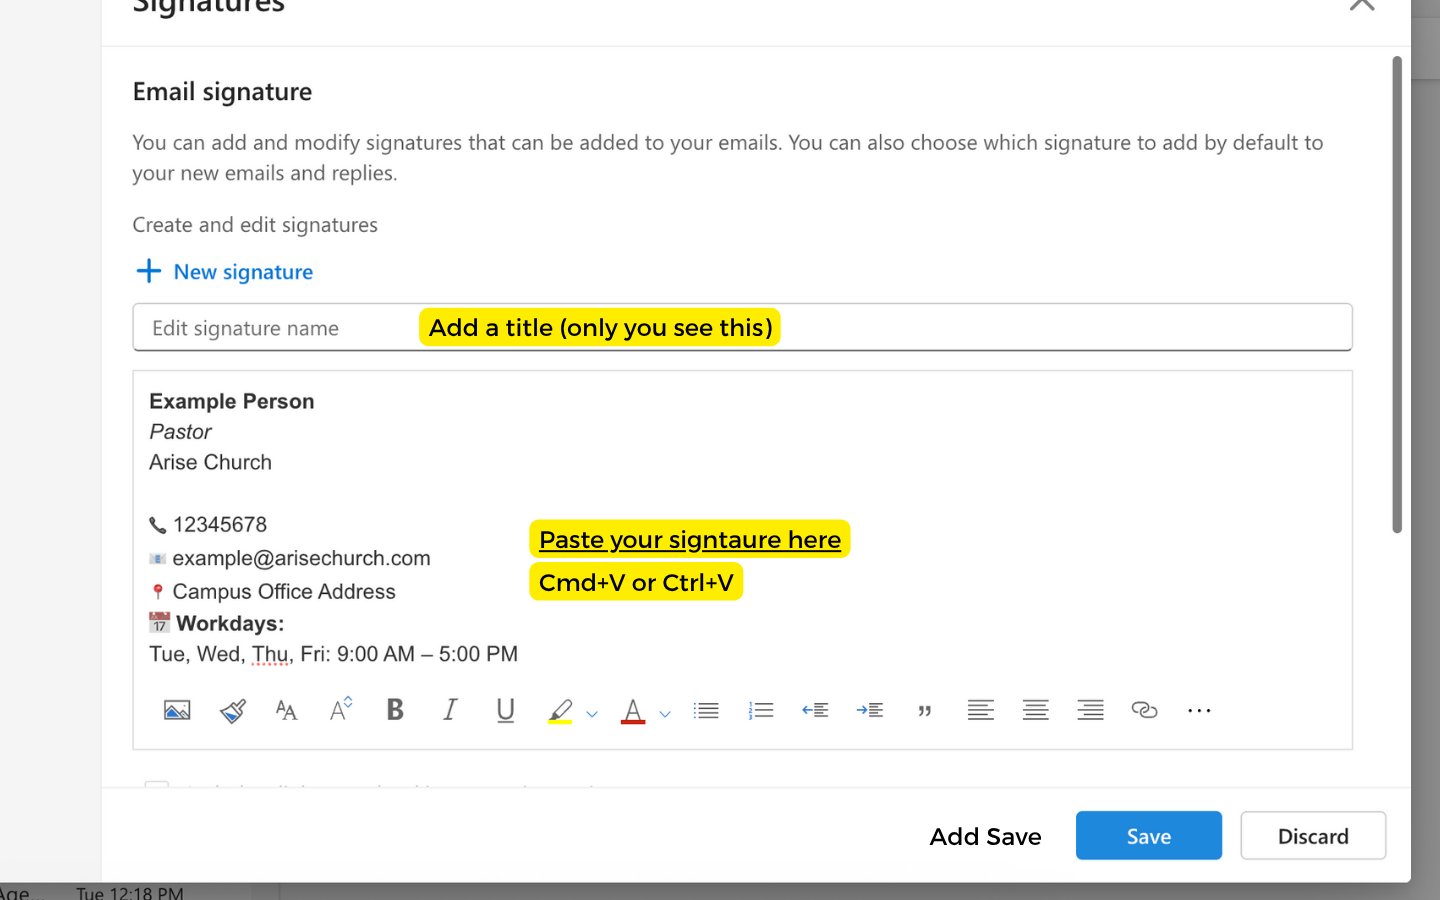 Signatures
Email signature
You can add and modify signatures that can be added to your emails. You can also choose which signature to add by default to
your new emails and replies.
Create and edit signatures
New signature
Edit signature name
Add a title (only you see this)
Example Person
Pastor
Arise Church
12345678
example@arisechurch.com
Campus Office Address
17 Workdays:
Tue, Wed, Thu, Fri: 9:00 AM – 5:00 PM
Paste your signtaure here
Cmd+V or Ctrl+V
Add Save
Save
Discard
Age... Tue 12:18 PM